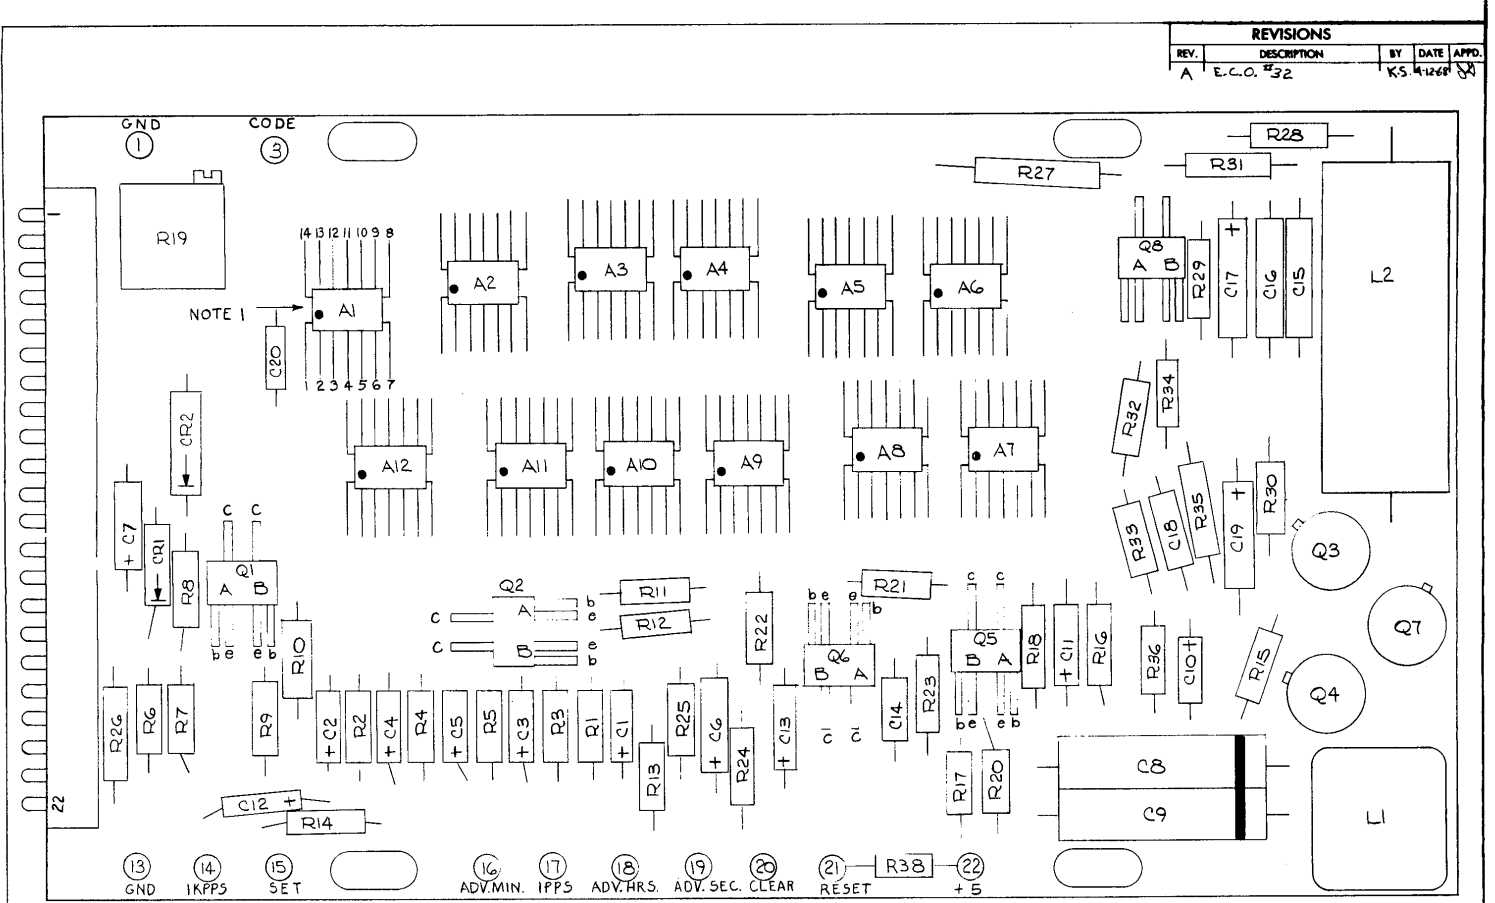 REVISIONS
REV. DESCRIPTION BY DATE APPD.
A E.C.O. #32 K.S. 4-12-68
GND CODE
1 3
R28
R27 R31
1
R19
14 13 12 11 10 9 8
Q8
A B
A2 A3 A4 A5 A6
R29 + C17 C16 C15 L2
NOTE 1 A1
C20
1 2 3 4 5 6 7
CR2 R32 R34
A12 A11 A10 A9 A8 A7
c c
+ C7 CR1 R8
R33 C18 R35 + C19 R30 Q3
Q1
A B
b e e b
R10
Q2
c A b e
c B e b
R11
R12
R22
R21
b e e b
Q6
B A
c c
c c
Q5
B A
b e e b
R18 + C11 R16 R36 C10 + R15 Q7
Q4
R26 R6 R7 R9 + C2 R2 + C4 R4 + C5 R5 + C3 R3 R1 + C1 R13 R25 + C6 R24 + C13 C14 R23
R17 R20
C8
C9
L1
22
C12 +
R14
13 14 15 16 17 18 19 20 21 R38 22
GND 1KPPS SET ADV.MIN. 1PPS ADV.HRS. ADV.SEC. CLEAR RESET +5